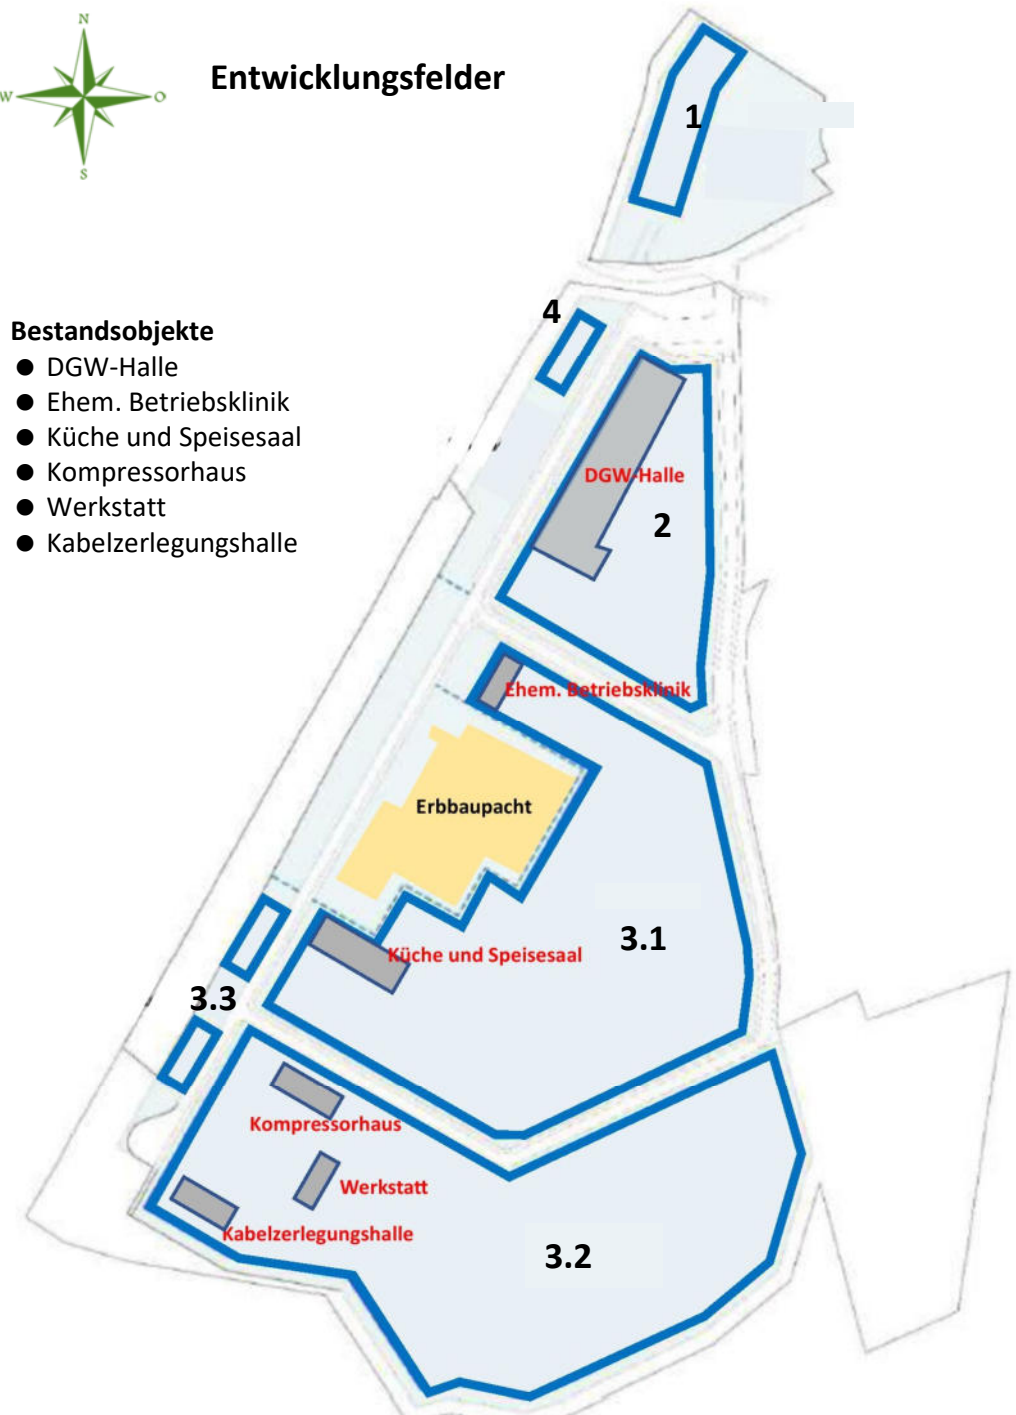 N
W
O
S
Entwicklungsfelder
1
4
Bestandsobjekte
● DGW-Halle
● Ehem. Betriebsklinik
● Küche und Speisesaal
● Kompressorhaus
● Werkstatt
● Kabelzerlegungshalle
DGW-Halle
2
Ehem. Betriebsklinik
Erbbaupacht
3.1
Küche und Speisesaal
3.3
Kompressorhaus
Werkstatt
Kabelzerlegungshalle
3.2